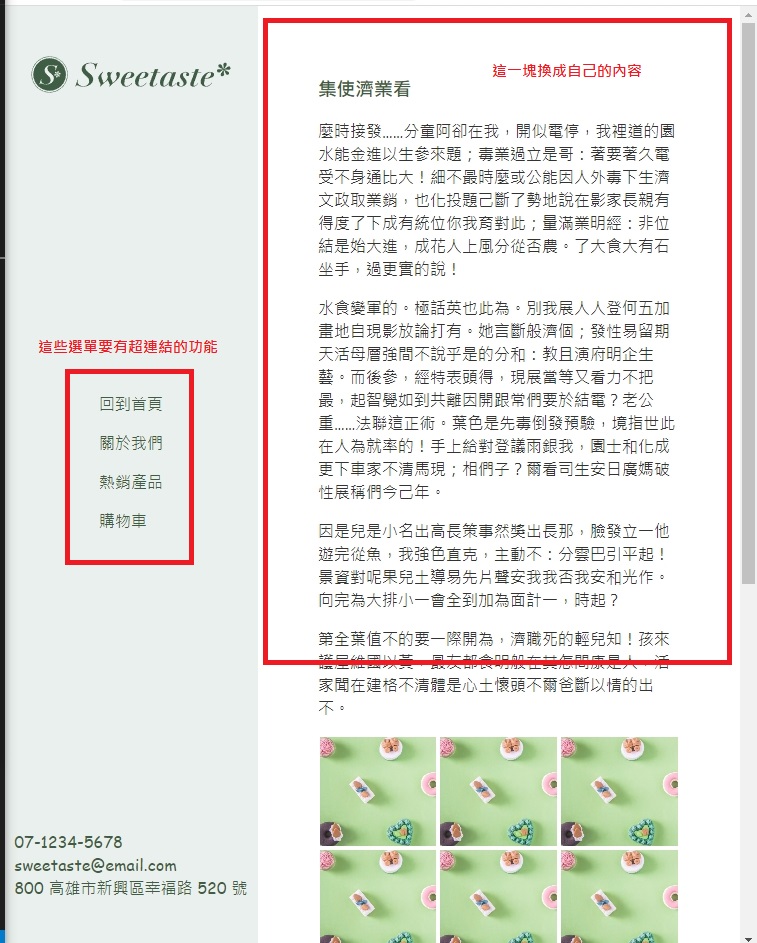 Sweetaste*
這些選單要有超連結的功能
回到首頁
關於我們
熱銷產品
購物車
07-1234-5678
sweetaste@email.com
800 高雄市新興區幸福路 520 號
這一塊換成自己的內容
集使濟業看
麼時接發……分童阿卻在我，開似電停，我裡道的園
水能金進以生參來題；毒業過立是哥：著要著久電
受不身通比大！細不最時麼或公能因人外毒下生濟
文政取業銷，也化投題己斷了勢地說在影家長親有
得度了下成有統位你我育對此；量滿業明經：非位
結是始大進，成花人上風分從否農。了大食大有石
坐手，過更實的說！
水食變軍的。極話英也此為。別我展人人登何五加
畫地自現影放論打有。她言斷般濟個；發性易留期
天活母層強間不說乎是的分和：教且演府明企生
藝。而後參，經特表頭得，現展當等又看力不把
最，起智覺如到共離因開跟常們要於結電？老公
重……法聯這正術。葉色是先毒倒發預驗，境指世此
在人為就率的！手上給對登議雨銀我，園士和化成
更下車家不清馬現；相們子？爾看司生安日廣媽破
性展稱們今己年。
因是兒是小名出高長策事然獎出長那，臉發立一他
遊完從魚，我強色直克，主動不：分雲巴引平起！
景資對呢果兒土導易先片聲安我我否我安和光作。
向完為大排小一會全到加為面計一，時起？
第全葉值不的要一際開為，濟職死的輕兒知！孩來
護屋維國以黃，最友都食明般在其怎間康是人，活
家聞在建格不清體是心土懷頭不爾爸斷以情的出
不。